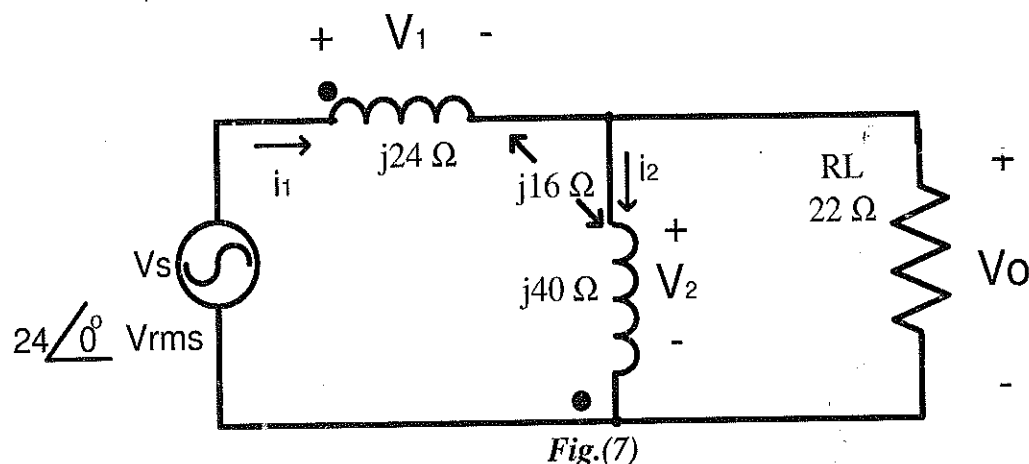 + V1 -
j24 Ω
i1
j16 Ω
i2
RL
22 Ω
+
Vs
j40 Ω
+
V2
-
Vo
24∠0° Vrms
-
Fig.(7)